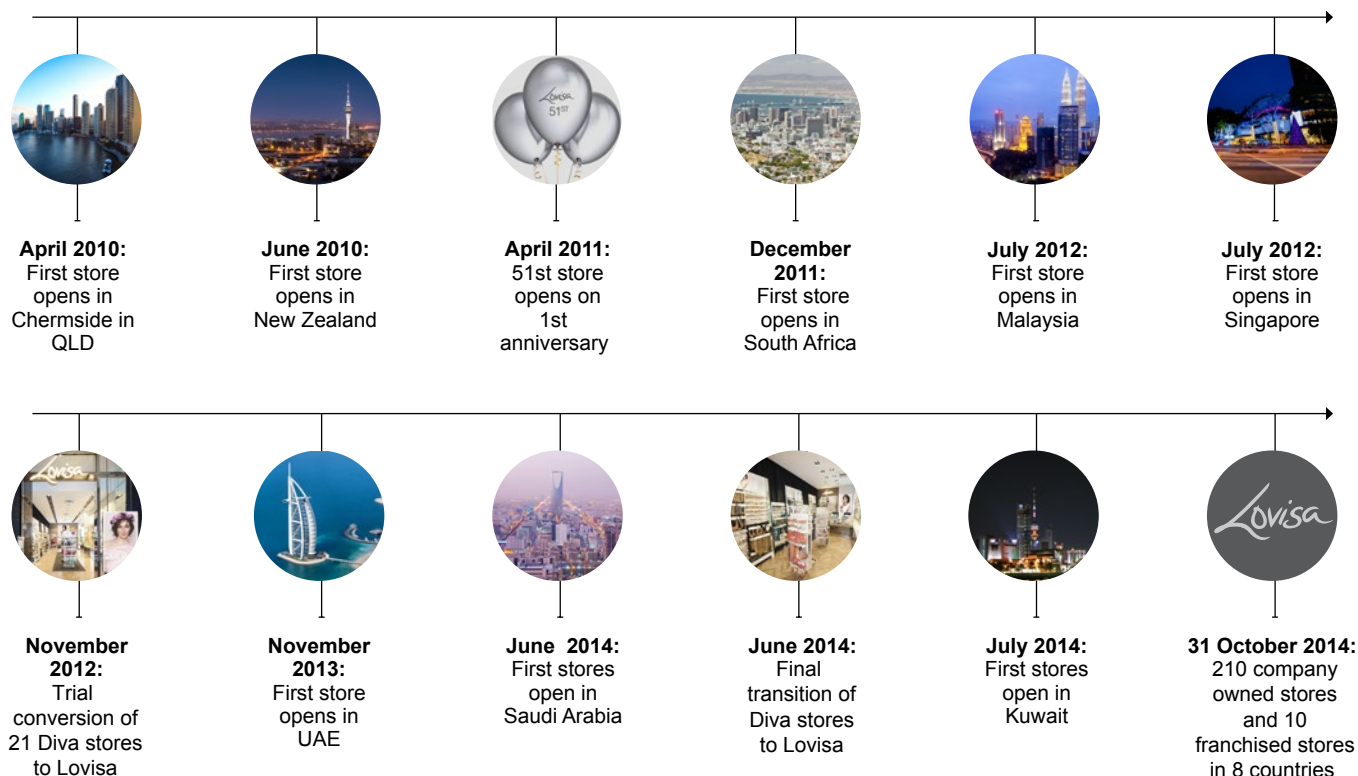 Lovisa
51ST
April 2010:
First store
opens in
Chermside in
QLD
June 2010:
First store
opens in
New Zealand
April 2011:
51st store
opens on
1st
anniversary
December
2011:
First store
opens in
South Africa
July 2012:
First store
opens in
Malaysia
July 2012:
First store
opens in
Singapore
Lovisa
Lovisa
November
2012:
Trial
conversion of
21 Diva stores
to Lovisa
November
2013:
First store
opens in
UAE
June 2014:
First stores
open in
Saudi Arabia
June 2014:
Final
transition of
Diva stores
to Lovisa
July 2014:
First stores
open in
Kuwait
31 October 2014:
210 company
owned stores
and 10
franchised stores
in 8 countries